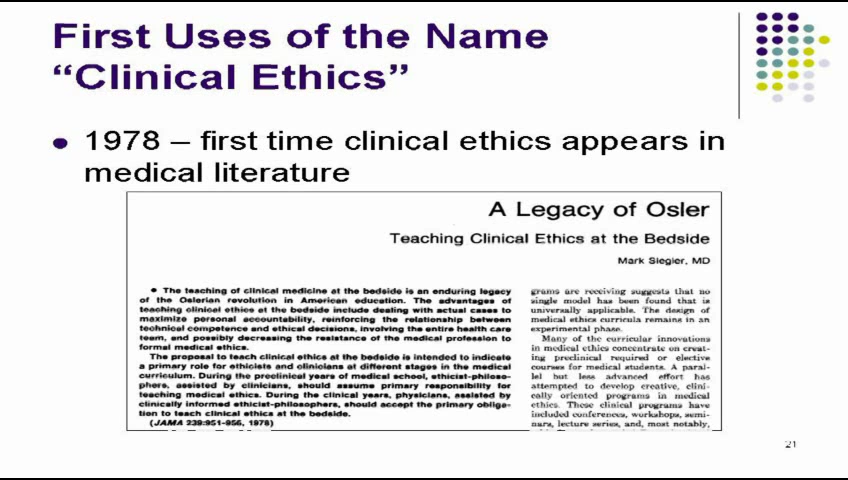 First Uses of the Name
“Clinical Ethics”
1978 – first time clinical ethics appears in
medical literature
A Legacy of Osler
Teaching Clinical Ethics at the Bedside
Mark Siegler, MD
• The teaching of clinical medicine at the bedside is an enduring legacy
of the Oslerian revolution in American education. The advantages of
teaching clinical ethics at the bedside include dealing with actual cases to
maximize personal accountability, reinforcing the relationship between
technical competence and ethical decisions, involving the entire health care
team, and possibly decreasing the resistance of the medical profession to
formal medical ethics.
The proposal to teach clinical ethics at the bedside is intended to indicate
a primary role for ethicists and clinicians at different stages in the medical
curriculum. During the preclinical years of medical school, ethicist-philoso-
phers, assisted by clinicians, should assume primary responsibility for
teaching medical ethics. During the clinical years, physicians, assisted by
clinically informed ethicist-philosophers, should accept the primary obliga-
tion to teach clinical ethics at the bedside.
(JAMA 239:951-956, 1978)
grams are receiving suggests that no
single model has been found that is
universally applicable. The design of
medical ethics curricula remains in an
experimental phase.
Many of the curricular innovations
in medical ethics concentrate on creat-
ing preclinical required or elective
courses for medical students. A paral-
lel but less advanced effort has
attempted to develop creative, clini-
cally oriented programs in medical
ethics. These clinical programs have
included conferences, workshops, semi-
nars, lecture series, and, most notably,
21